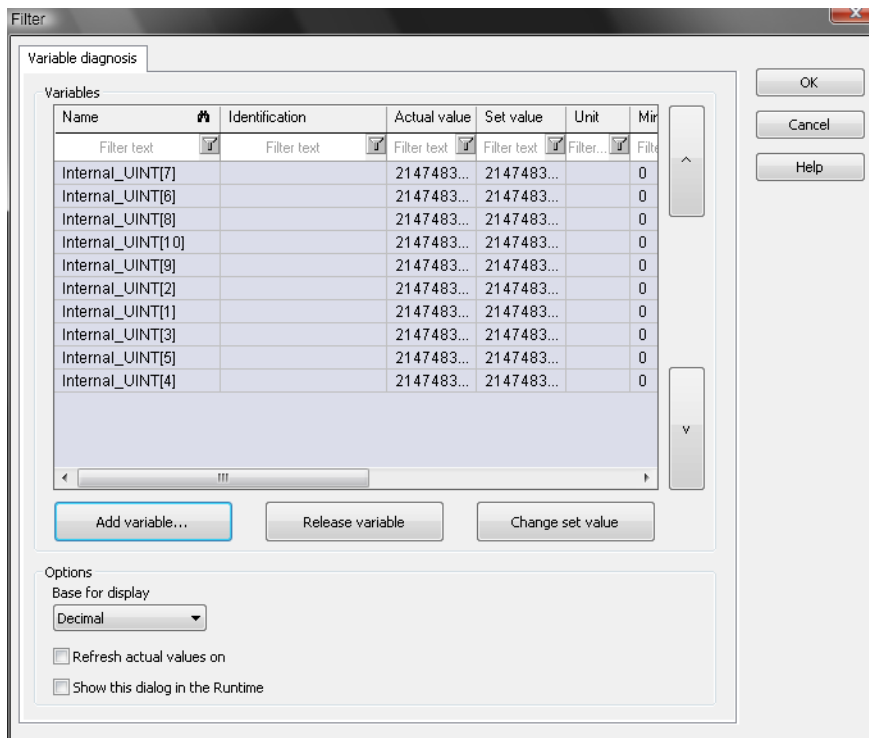 Filter
Variable diagnosis
Variables
Name Identification Actual value Set value Unit Mir
Filter text Filter text Filter text Filter text Filter... Filte
Internal_UINT[7] 2147483... 2147483... 0
Internal_UINT[6] 2147483... 2147483... 0
Internal_UINT[8] 2147483... 2147483... 0
Internal_UINT[10] 2147483... 2147483... 0
Internal_UINT[9] 2147483... 2147483... 0
Internal_UINT[2] 2147483... 2147483... 0
Internal_UINT[1] 2147483... 2147483... 0
Internal_UINT[3] 2147483... 2147483... 0
Internal_UINT[5] 2147483... 2147483... 0
Internal_UINT[4] 2147483... 2147483... 0
Add variable... Release variable Change set value
Options
Base for display
Decimal
Refresh actual values on
Show this dialog in the Runtime
OK
Cancel
Help